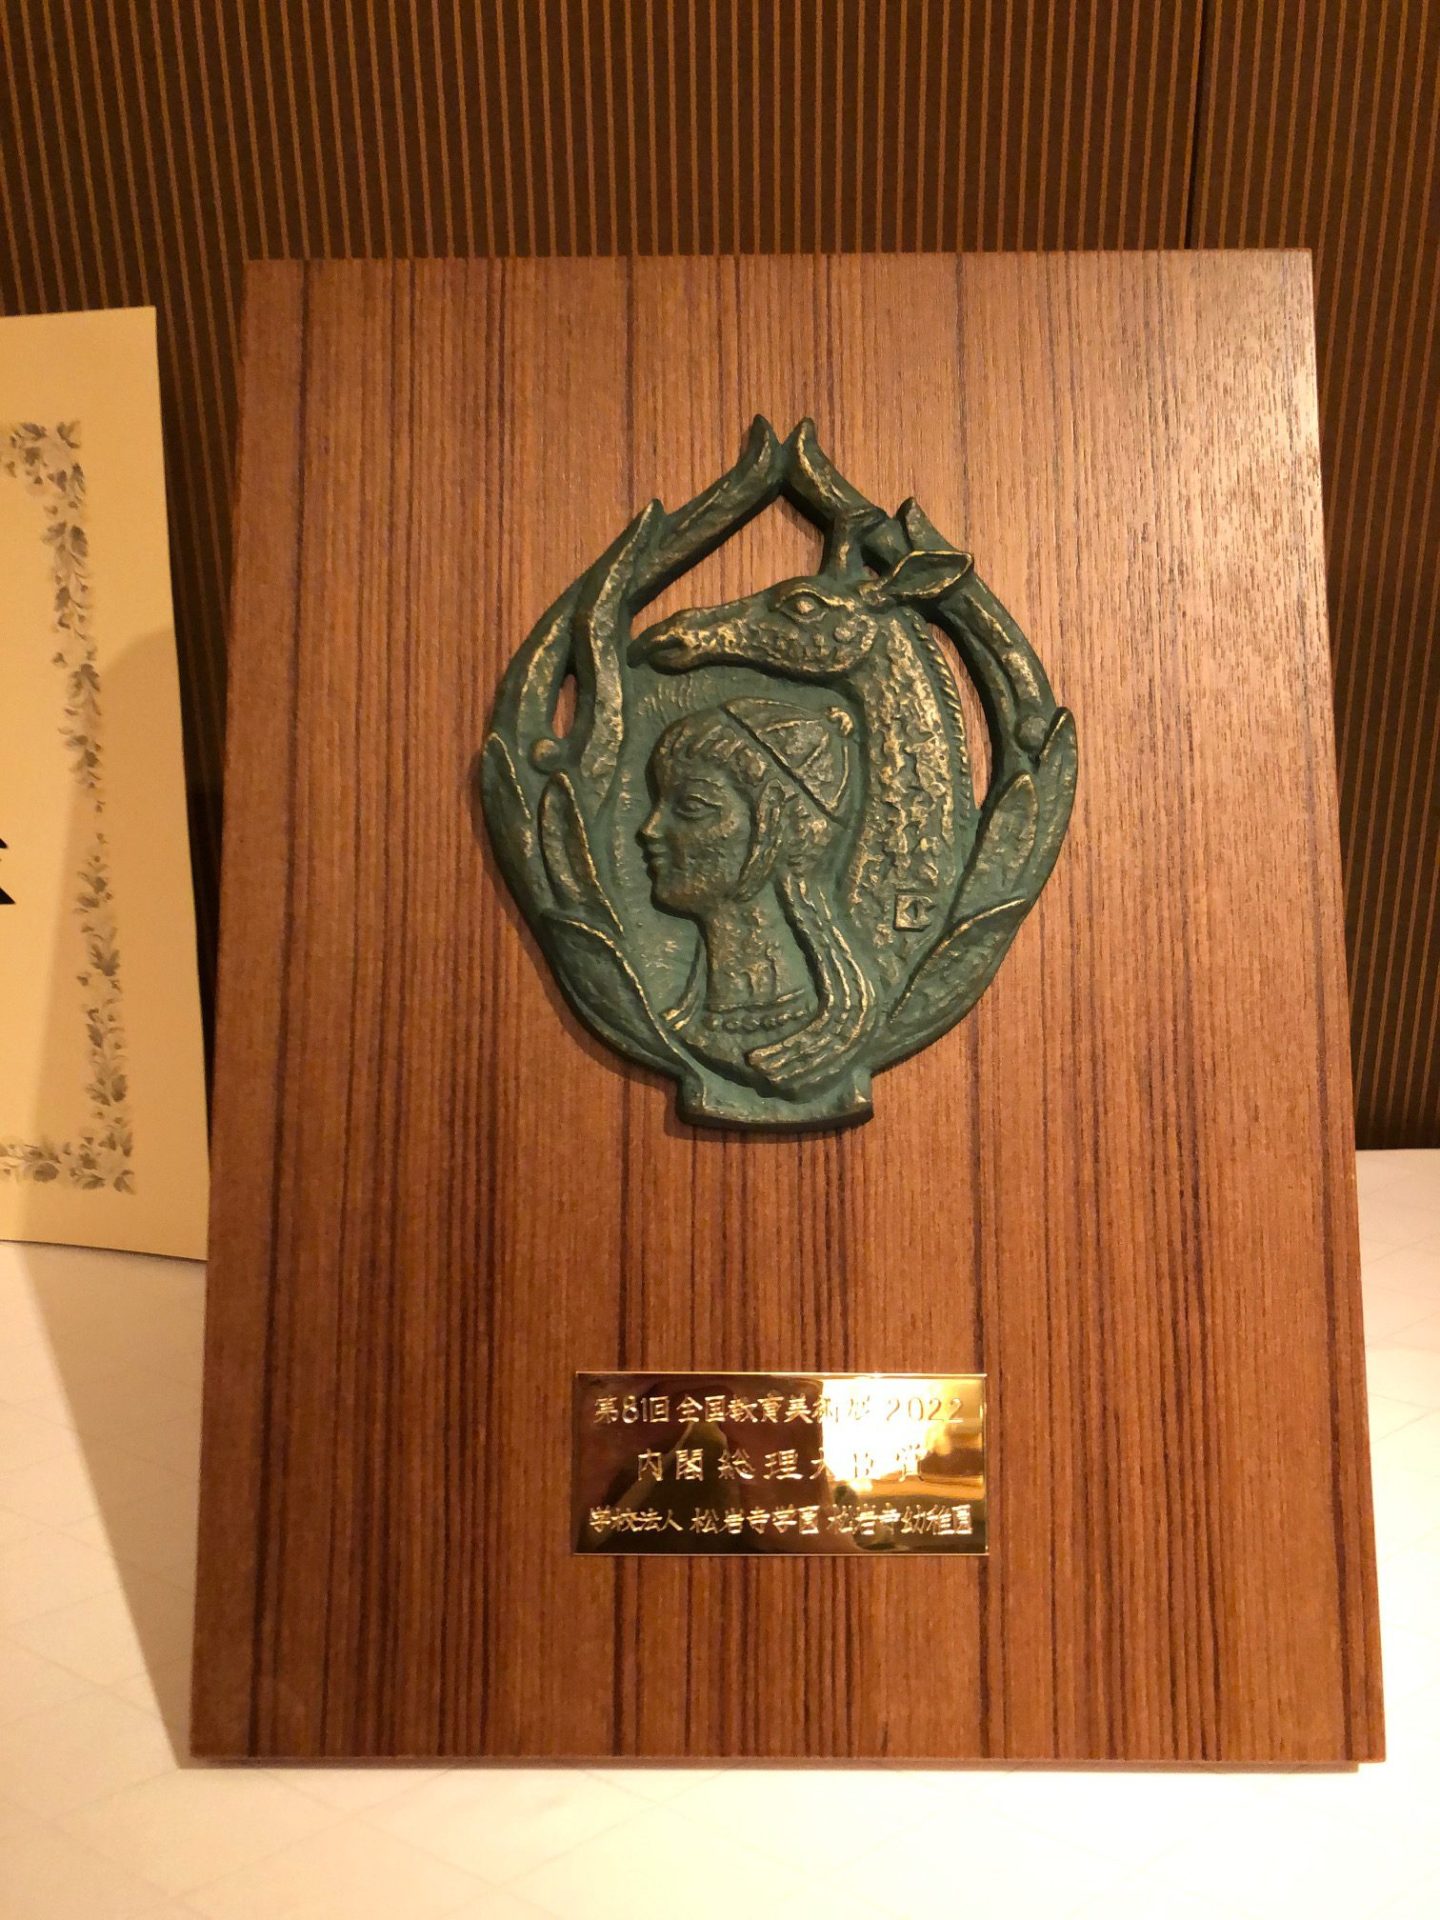 第81回 全国教育美術展 2022
内閣総理大臣賞
学校法人 松岩寺学園 松岩寺幼稚園